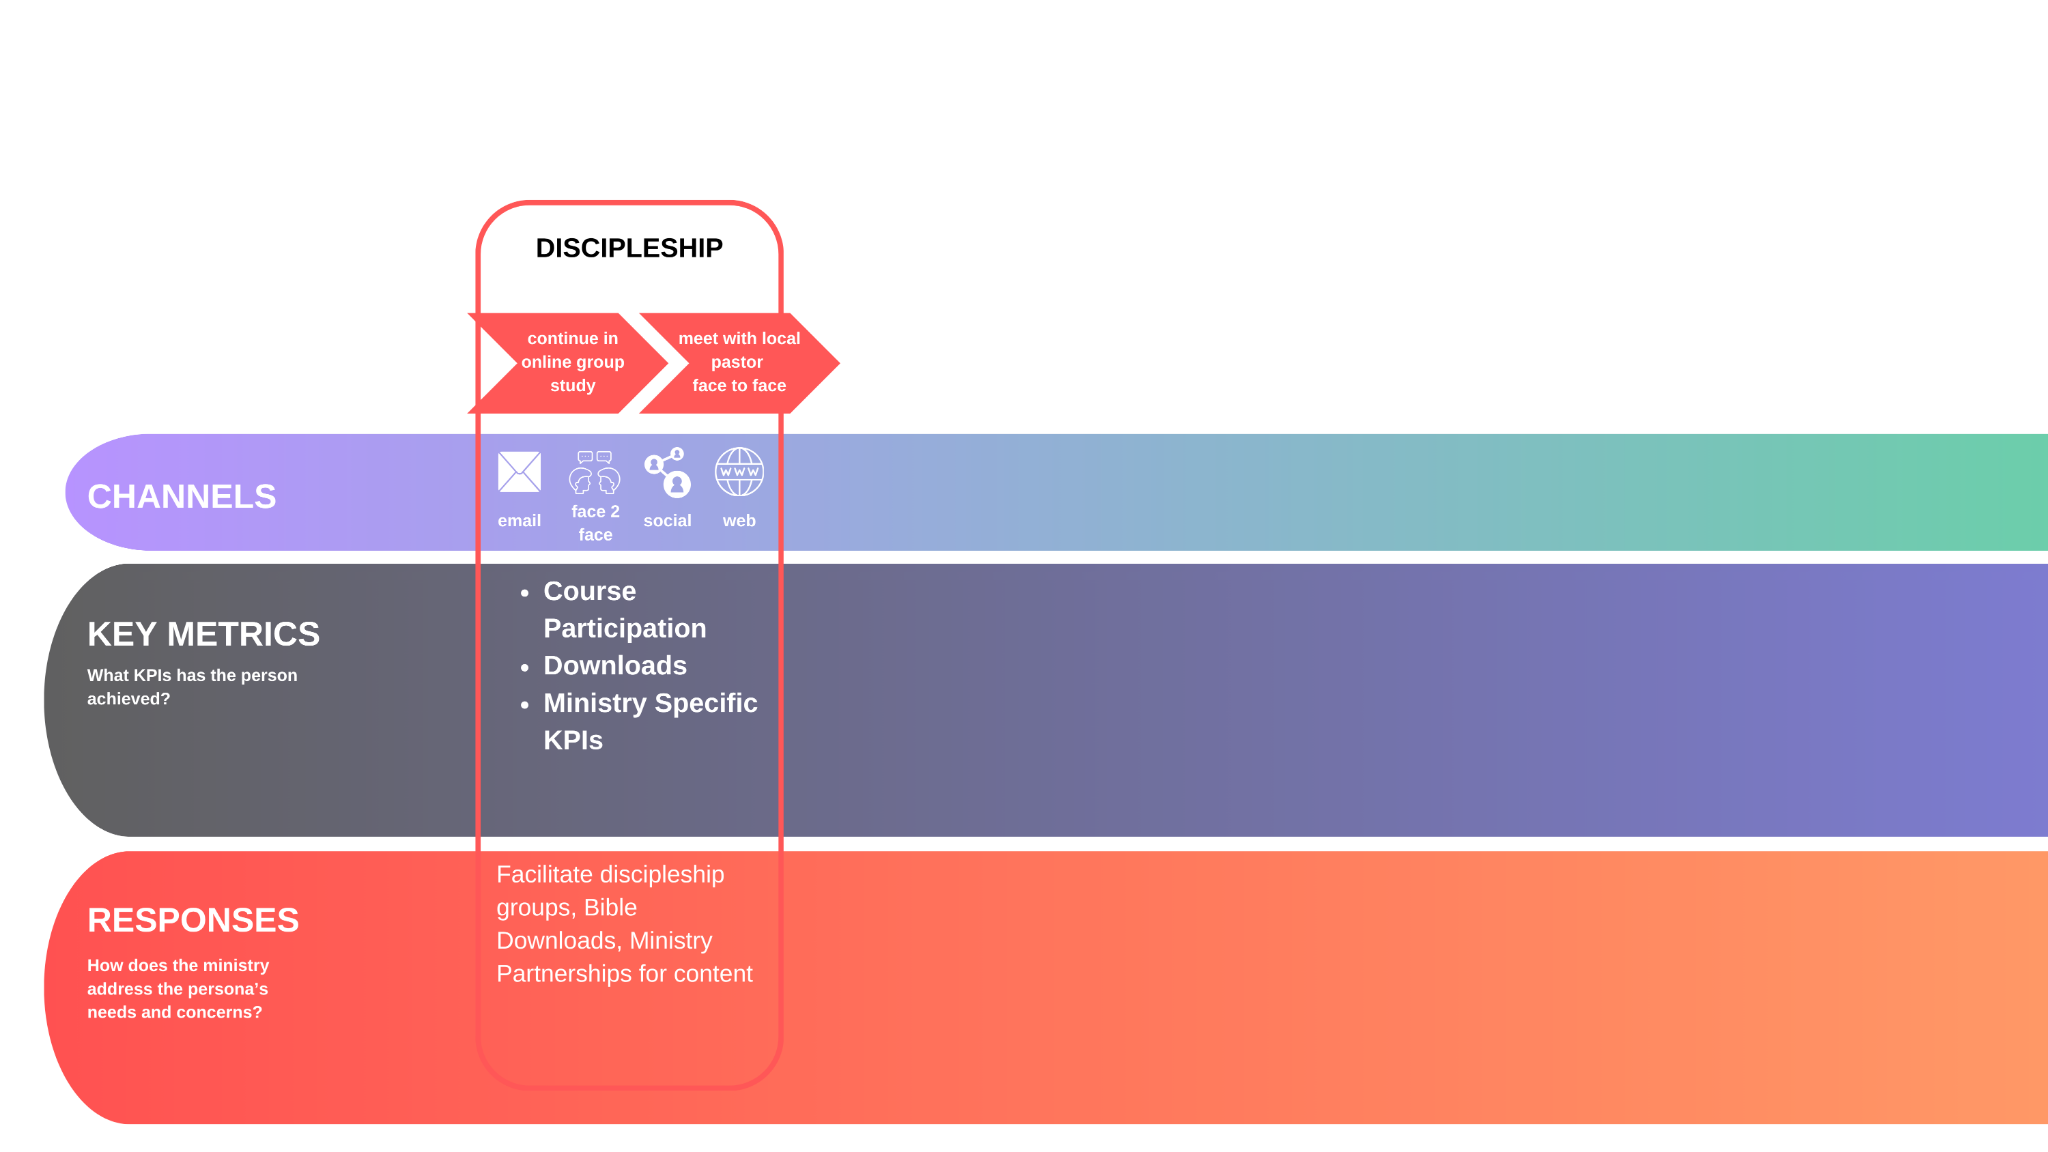 DISCIPLESHIP
continue in
online group
study
meet with local
pastor
face to face
CHANNELS
email
face 2
face
social
WWW
web
KEY METRICS
What KPIs has the person
achieved?
• Course
Participation
• Downloads
• Ministry Specific
KPIs
RESPONSES
How does the ministry
address the persona’s
needs and concerns?
Facilitate discipleship
groups, Bible
Downloads, Ministry
Partnerships for content